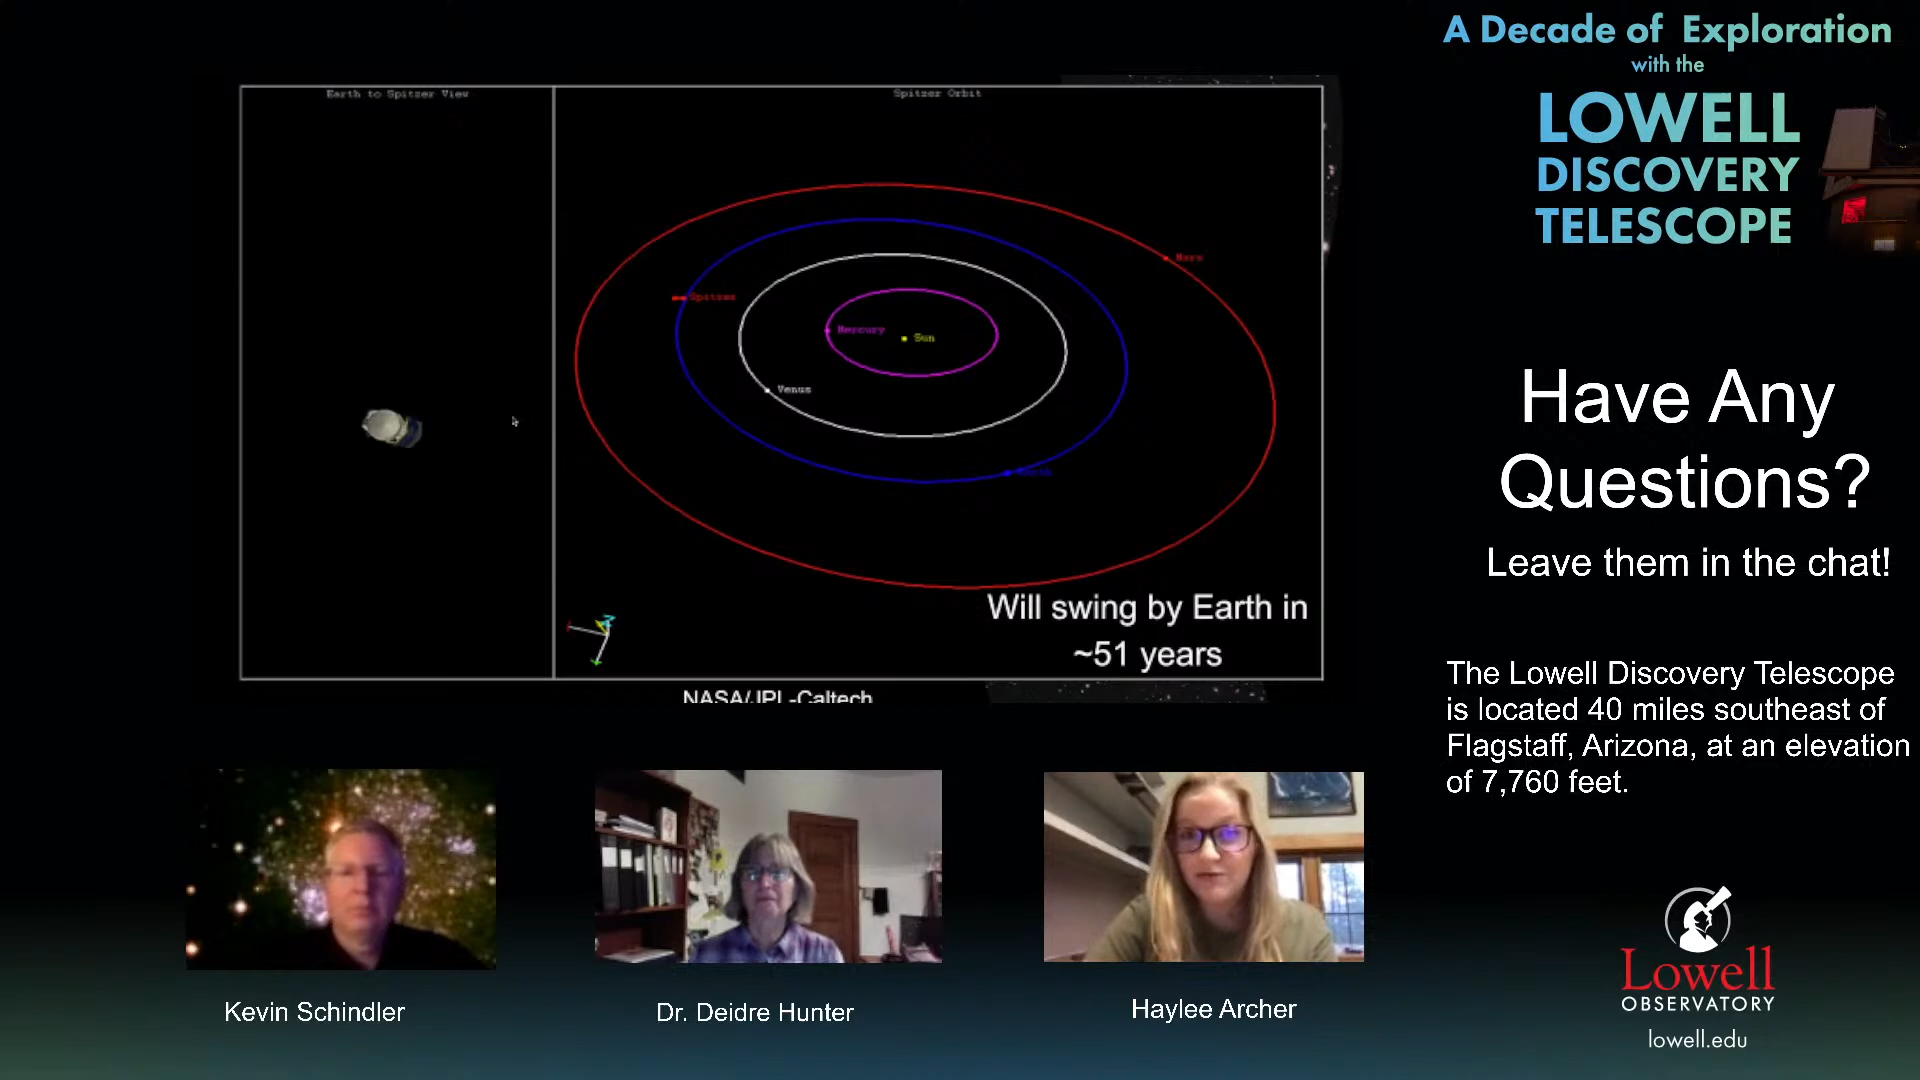 A Decade of Exploration
with the
LOWELL
DISCOVERY
TELESCOPE
Earth to Spitzer View
Spitzer Orbit
Mars
Spitzer
Mercury
Sun
Venus
Earth
Will swing by Earth in
~51 years
NASA/JPL-Caltech
Have Any
Questions?
Leave them in the chat!
The Lowell Discovery Telescope
is located 40 miles southeast of
Flagstaff, Arizona, at an elevation
of 7,760 feet.
Kevin Schindler
Dr. Deidre Hunter
Haylee Archer
Lowell
OBSERVATORY
lowell.edu